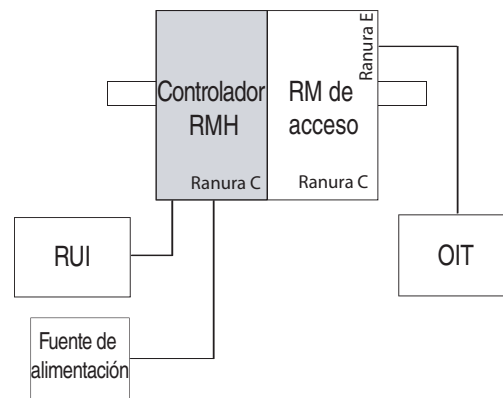 Controlador
RMH
Ranura C
RM de
acceso
Ranura C
Ranura E
RUI
OIT
Fuente de
alimentación